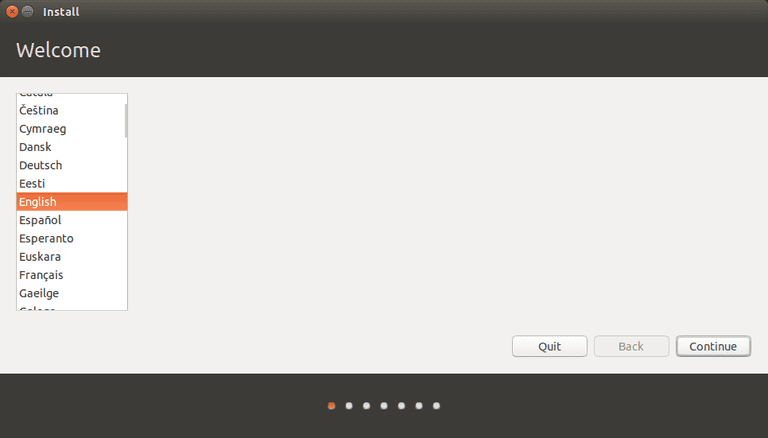 Install
Welcome
Čeština
Cymraeg
Dansk
Deutsch
Eesti
English
Español
Esperanto
Euskara
Français
Gaeilge
Quit
Back
Continue